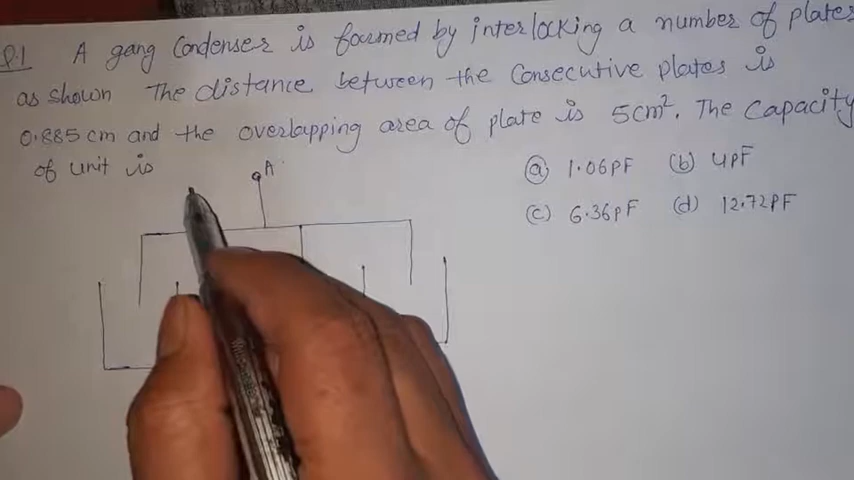 Q.1 A gang Condenser is formed by interlocking a number of plates
as shown The distance between the Consecutive plates is
0.885 cm and the overlapping area of plate is 5cm². The Capacity
of unit is
(a) 1.06PF (b) 4PF
(c) 6.36PF (d) 12.72PF
A